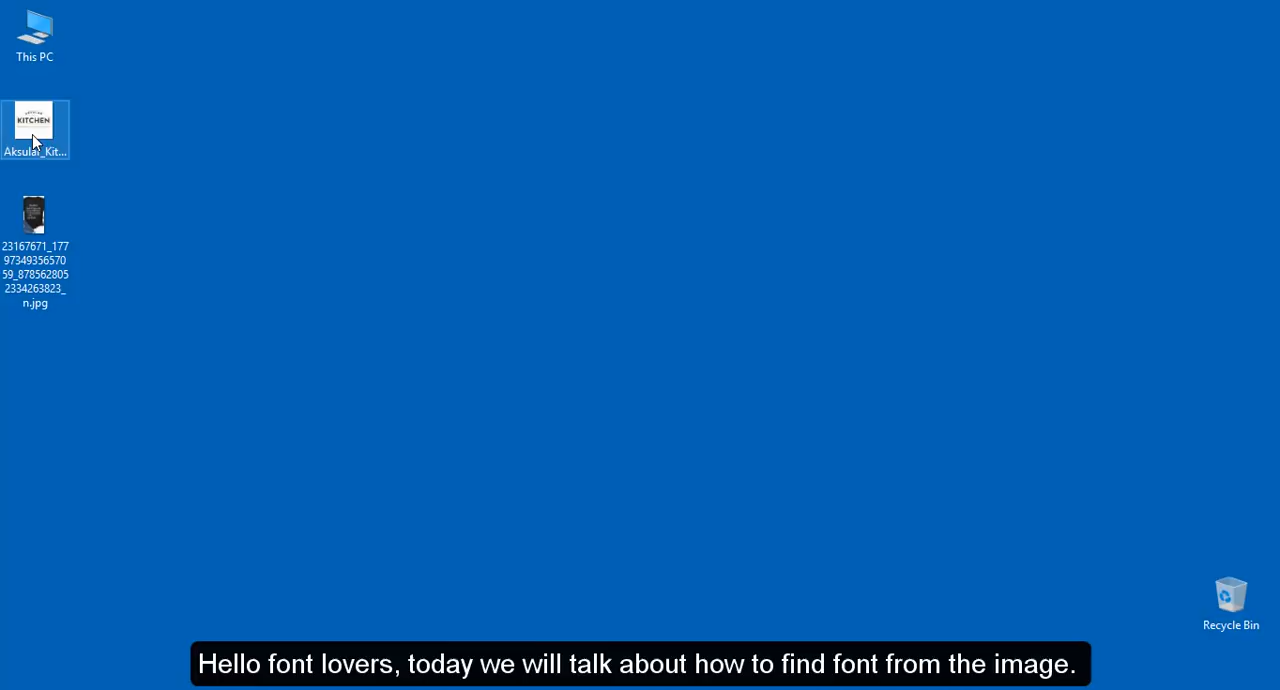 This PC
KITCHEN
Aksular_Kit...
23167671_177
97349356570
59_878562805
2334263823_
n.jpg
Recycle Bin
Hello font lovers, today we will talk about how to find font from the image.